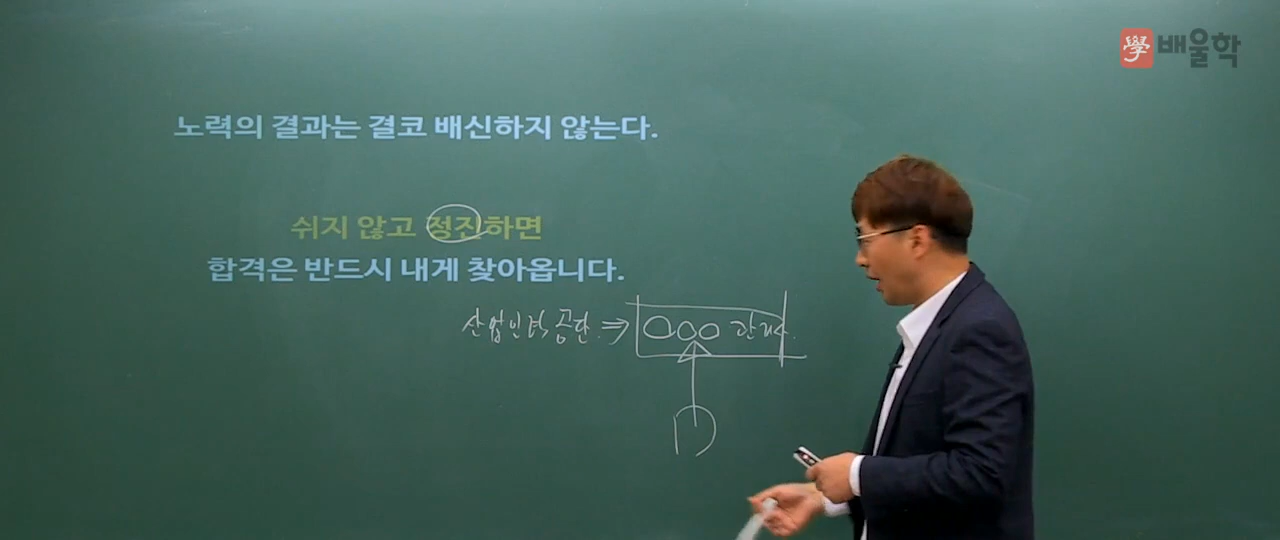 學 배울학
노력의 결과는 결코 배신하지 않는다.
쉬지 않고 정진하면
합격은 반드시 내게 찾아옵니다.
산업인력공단. ⇒ OOO